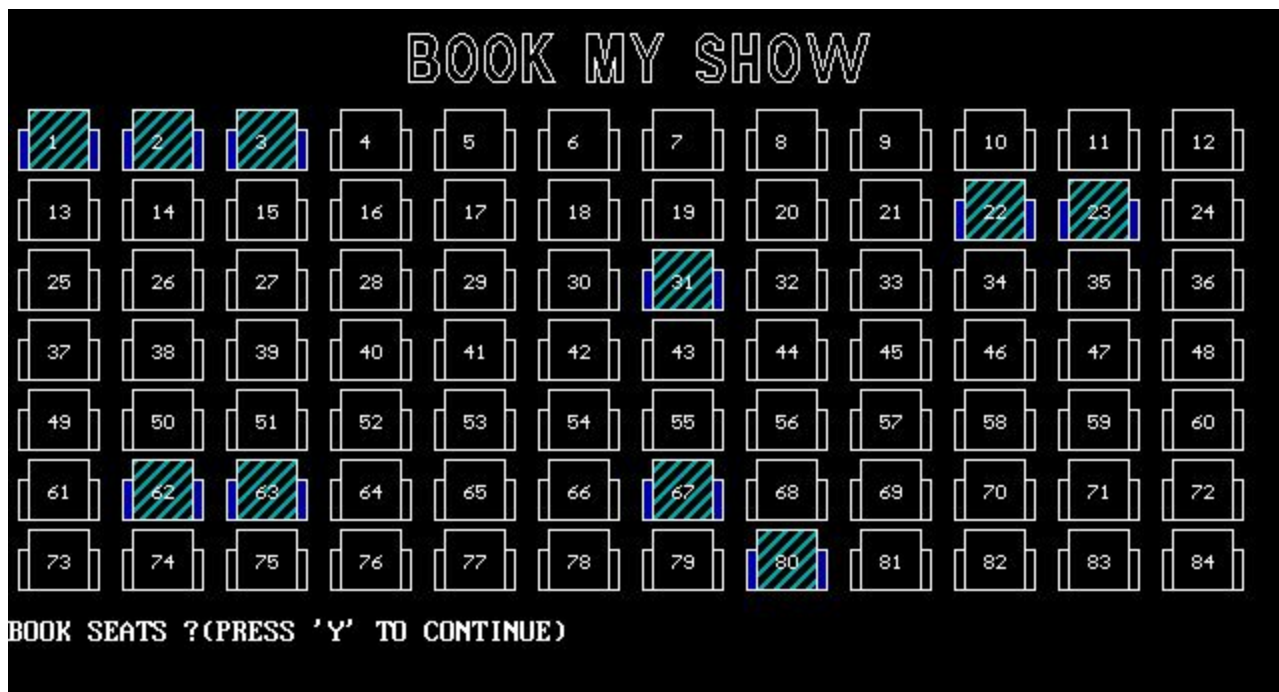 BOOK MY SHOW
1 2 3 4 5 6 7 8 9 10 11 12
13 14 15 16 17 18 19 20 21 22 23 24
25 26 27 28 29 30 31 32 33 34 35 36
37 38 39 40 41 42 43 44 45 46 47 48
49 50 51 52 53 54 55 56 57 58 59 60
61 62 63 64 65 66 67 68 69 70 71 72
73 74 75 76 77 78 79 80 81 82 83 84
BOOK SEATS ?(PRESS 'Y' TO CONTINUE)